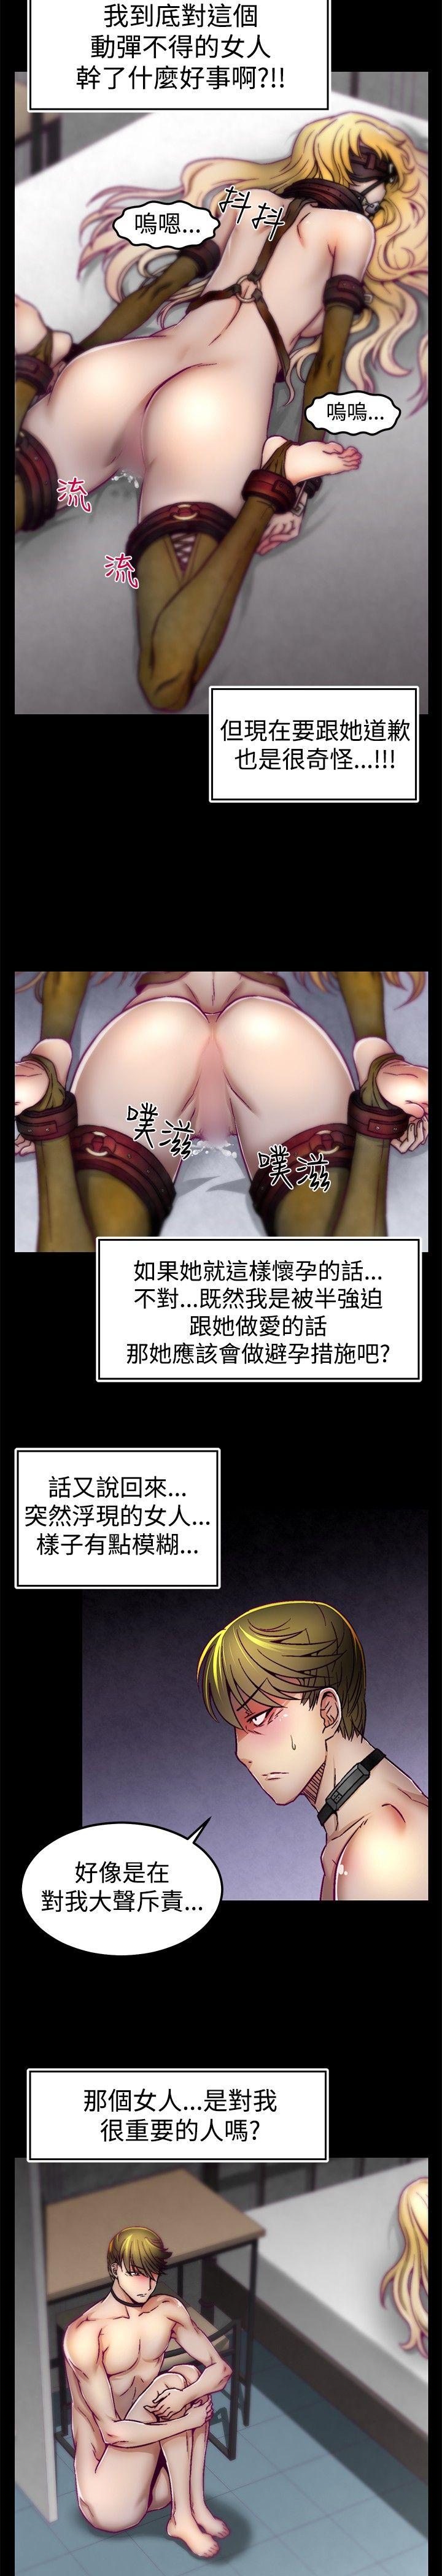 我到底對這個
動彈不得的女人
幹了什麼好事啊?!!
抖抖
嗚嗯...
嗚嗚...
流
流
但現在要跟她道歉
也是很奇怪...!!!
噗滋
噗滋
如果她就這樣懷孕的話...
不對...既然我是被半強迫
跟她做愛的話
那她應該會做避孕措施吧?
話又說回來...
突然浮現的女人...
樣子有點模糊...
好像是在
對我大聲斥責...
那個女人...是對我
很重要的人嗎?